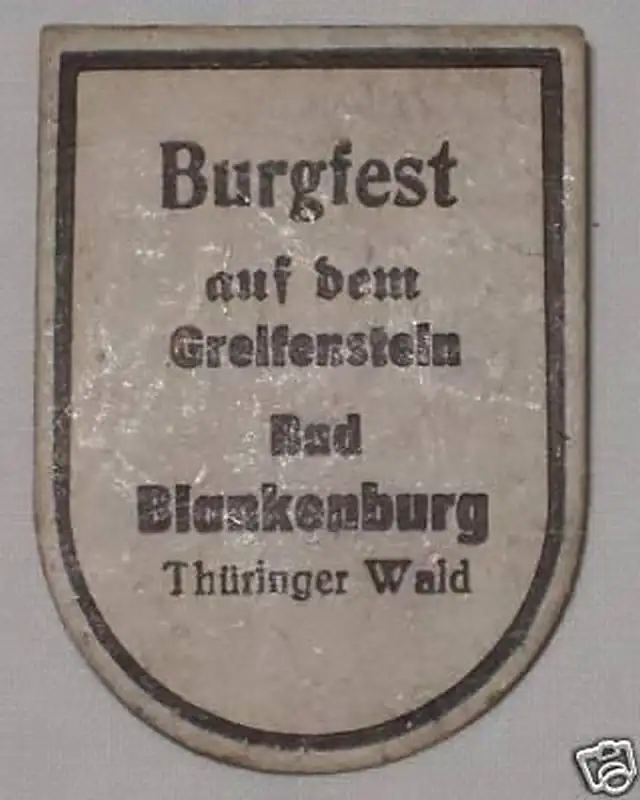 Burgfest
auf dem
Greifenstein
Bad
Blankenburg
Thüringer Wald